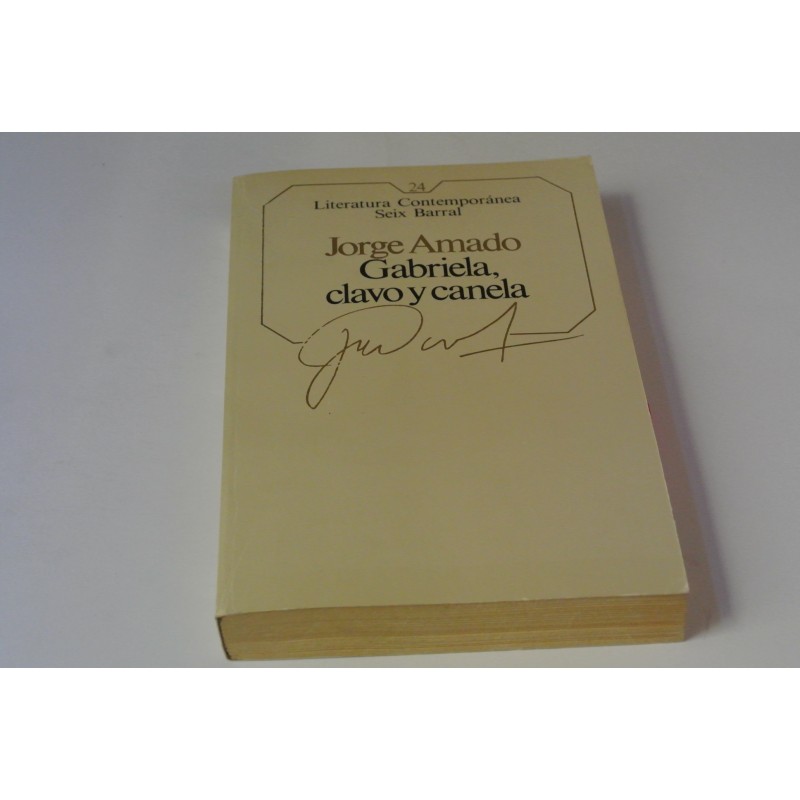 24
Literatura Contemporánea
Seix Barral
Jorge Amado
Gabriela,
clavo y canela